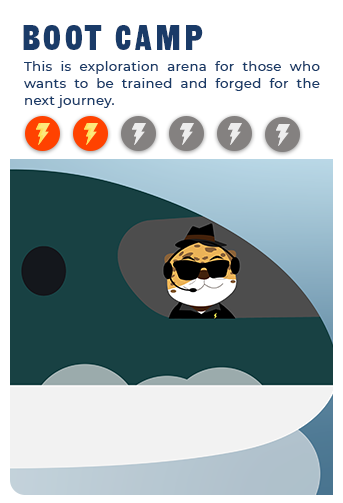 BOOT CAMP
This is exploration arena for those who
wants to be trained and forged for the
next journey.